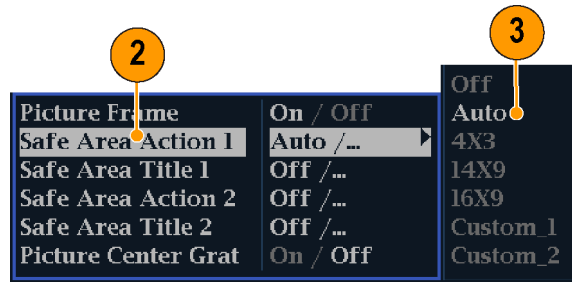 3
2
Off
Picture Frame On / Off Auto
Safe Area Action 1 Auto /... 4X3
Safe Area Title 1 Off /... 14X9
Safe Area Action 2 Off /... 16X9
Safe Area Title 2 Off /... Custom_1
Picture Center Grat On / Off Custom_2